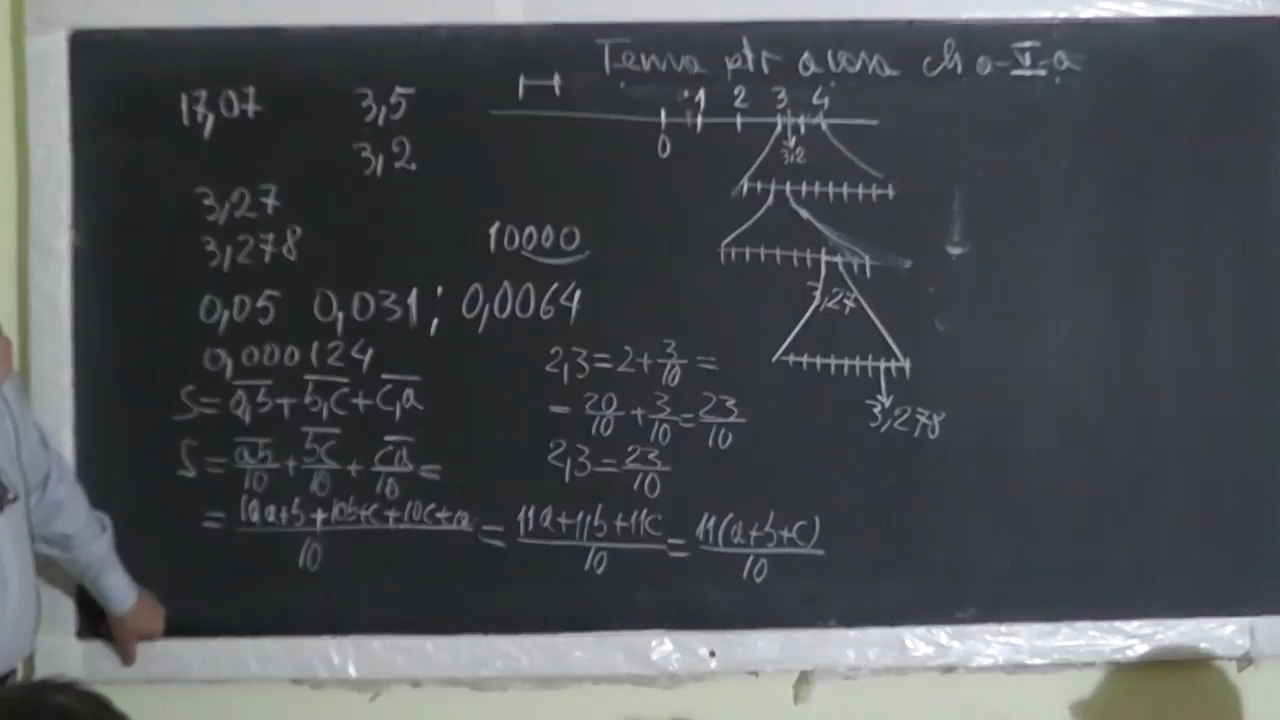 Tema ptr acasa cls a-V-a
17,07 3,5
3,2
3,27
3,278
10000
0,05 0,031; 0,0064
0,000124
S=a,b+b,c+c,a
S=ab/10+bc/10+ca/10=
=10a+b+10b+c+10c+a/10=11a+11b+11c/10=11(a+b+c)/10
0 1 2 3 4
3,2
3,27
3,278
2,3=2+3/10=
=20/10+3/10=23/10
2,3=23/10